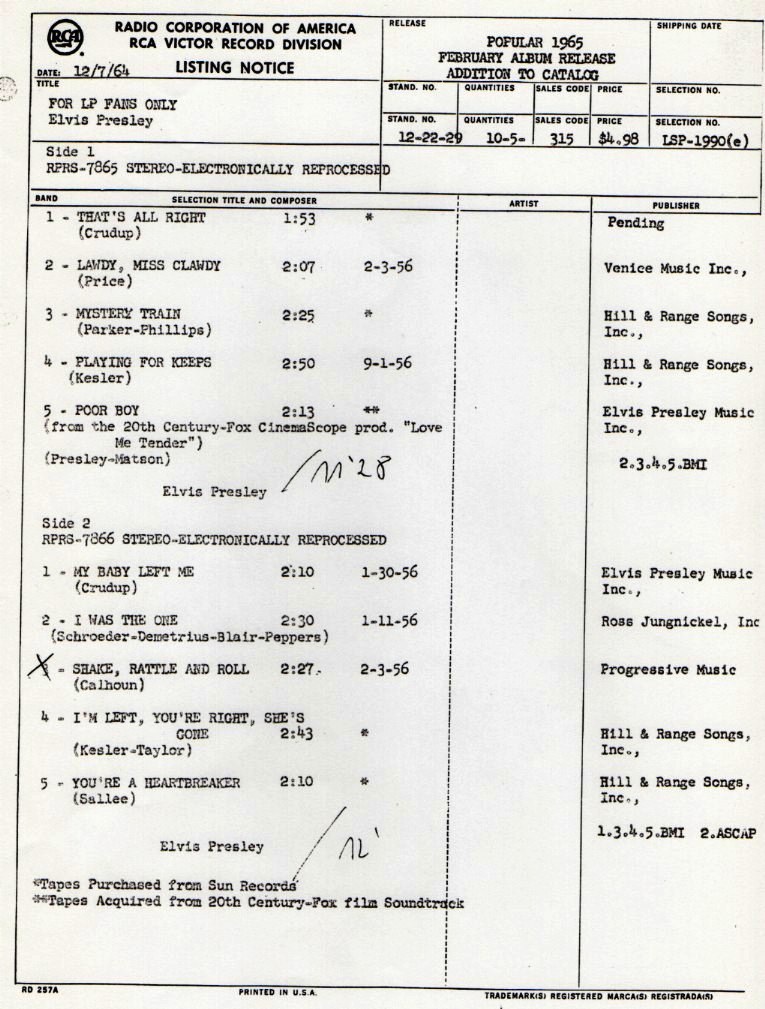 RCA
RADIO CORPORATION OF AMERICA
RCA VICTOR RECORD DIVISION
DATE: 12/7/64 LISTING NOTICE
RELEASE
POPULAR 1965
FEBRUARY ALBUM RELEASE
ADDITION TO CATALOG
SHIPPING DATE
TITLE
FOR LP FANS ONLY
Elvis Presley
STAND. NO. QUANTITIES SALES CODE PRICE SELECTION NO.
STAND. NO. QUANTITIES SALES CODE PRICE SELECTION NO.
12-22-29 10-5- 315 $4.98 LSP-1990(e)
Side 1
RPRS-7865 STEREO-ELECTRONICALLY REPROCESSED
BAND SELECTION TITLE AND COMPOSER ARTIST PUBLISHER
1 - THAT'S ALL RIGHT 1:53 * Pending
(Crudup)
2 - LAWDY, MISS CLAWDY 2:07 2-3-56 Venice Music Inc.,
(Price)
3 - MYSTERY TRAIN 2:25 * Hill & Range Songs,
(Parker-Phillips) Inc.,
4 - PLAYING FOR KEEPS 2:50 9-1-56 Hill & Range Songs,
(Kesler) Inc.,
5 - POOR BOY 2:13 ** Elvis Presley Music
(from the 20th Century-Fox CinemaScope prod. "Love Inc.,
Me Tender")
(Presley-Matson) 2.3.4.5.BMI
Elvis Presley / 11'28
Side 2
RPRS-7866 STEREO-ELECTRONICALLY REPROCESSED
1 - MY BABY LEFT ME 2:10 1-30-56 Elvis Presley Music
(Crudup) Inc.,
2 - I WAS THE ONE 2:30 1-11-56 Ross Jungnickel, Inc
(Schroeder-Demetrius-Blair-Peppers)
3 - SHAKE, RATTLE AND ROLL 2:27. 2-3-56 Progressive Music
(Calhoun)
4 - I'M LEFT, YOU'RE RIGHT, SHE'S
GONE 2:43 * Hill & Range Songs,
(Kesler-Taylor) Inc.,
5 - YOU'RE A HEARTBREAKER 2:10 * Hill & Range Songs,
(Sallee) Inc.,
1.3.4.5.BMI 2.ASCAP
Elvis Presley / 12'
*Tapes Purchased from Sun Records
**Tapes Acquired from 20th Century-Fox film Soundtrack
RD 257A PRINTED IN U.S.A. TRADEMARK(S) REGISTERED MARCA(S) REGISTRADA(S)